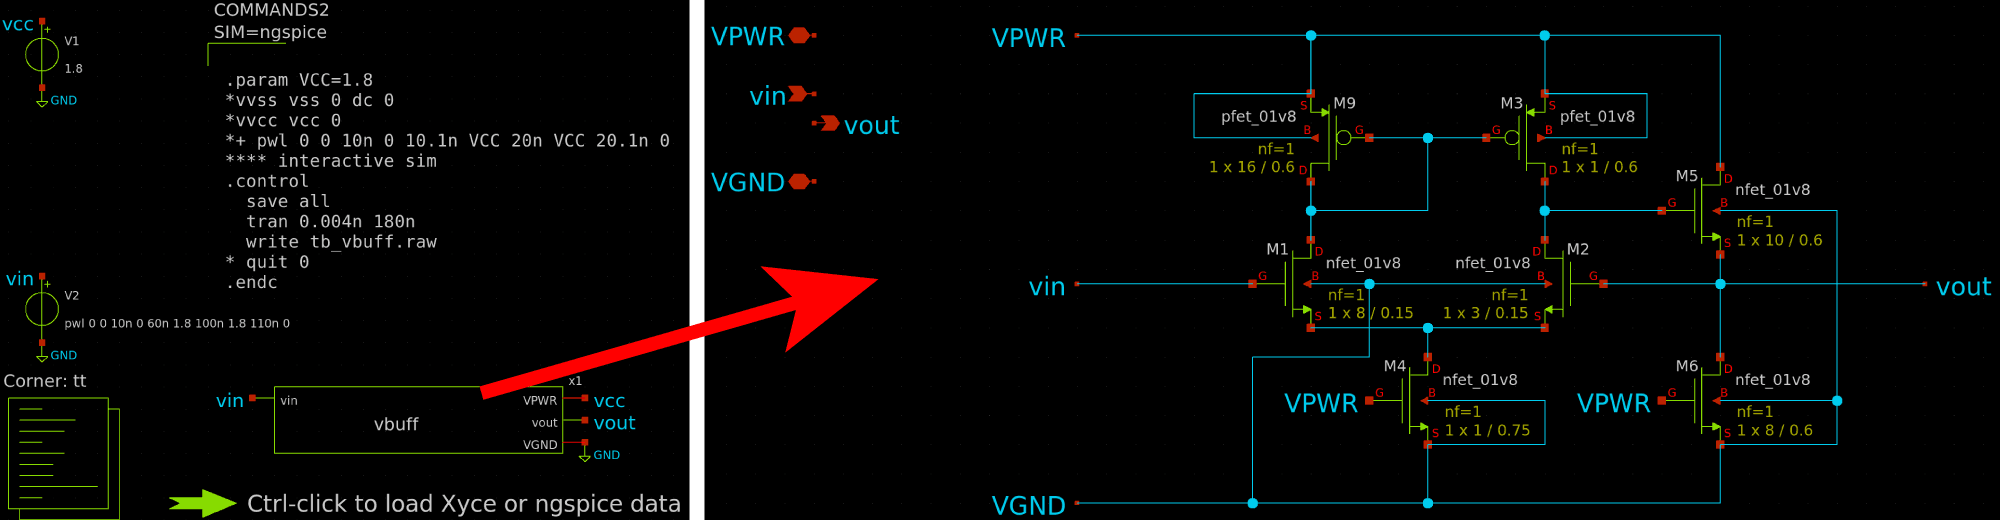 COMMANDS2
SIM=ngspice
vcc
+
V1
1.8
GND
.param VCC=1.8
*vvss vss 0 dc 0
*vvcc vcc 0
*+ pwl 0 0 10n 0 10.1n VCC 20n VCC 20.1n 0
**** interactive sim
.control
save all
tran 0.004n 180n
write tb_vbuff.raw
* quit 0
.endc
vin
+
V2
pwl 0 0 10n 0 60n 1.8 100n 1.8 110n 0
GND
Corner: tt
x1
vin
vin
vbuff
VPWR
vcc
vout
vout
VGND
GND
Ctrl-click to load Xyce or ngspice data
VPWR
vin
vout
VGND
VPWR
S
M9
pfet_01v8
B
G
nf=1
1 x 16 / 0.6
D
M3
S
pfet_01v8
G
B
nf=1
1 x 1 / 0.6
D
M5
D
nfet_01v8
G
B
nf=1
1 x 10 / 0.6
S
M1
D
nfet_01v8
vin
G
B
nf=1
1 x 8 / 0.15
S
M2
D
nfet_01v8
B
G
nf=1
1 x 3 / 0.15
S
vout
M4
D
nfet_01v8
VPWR
G
B
nf=1
1 x 1 / 0.75
S
M6
D
nfet_01v8
VPWR
G
B
nf=1
1 x 8 / 0.6
S
VGND